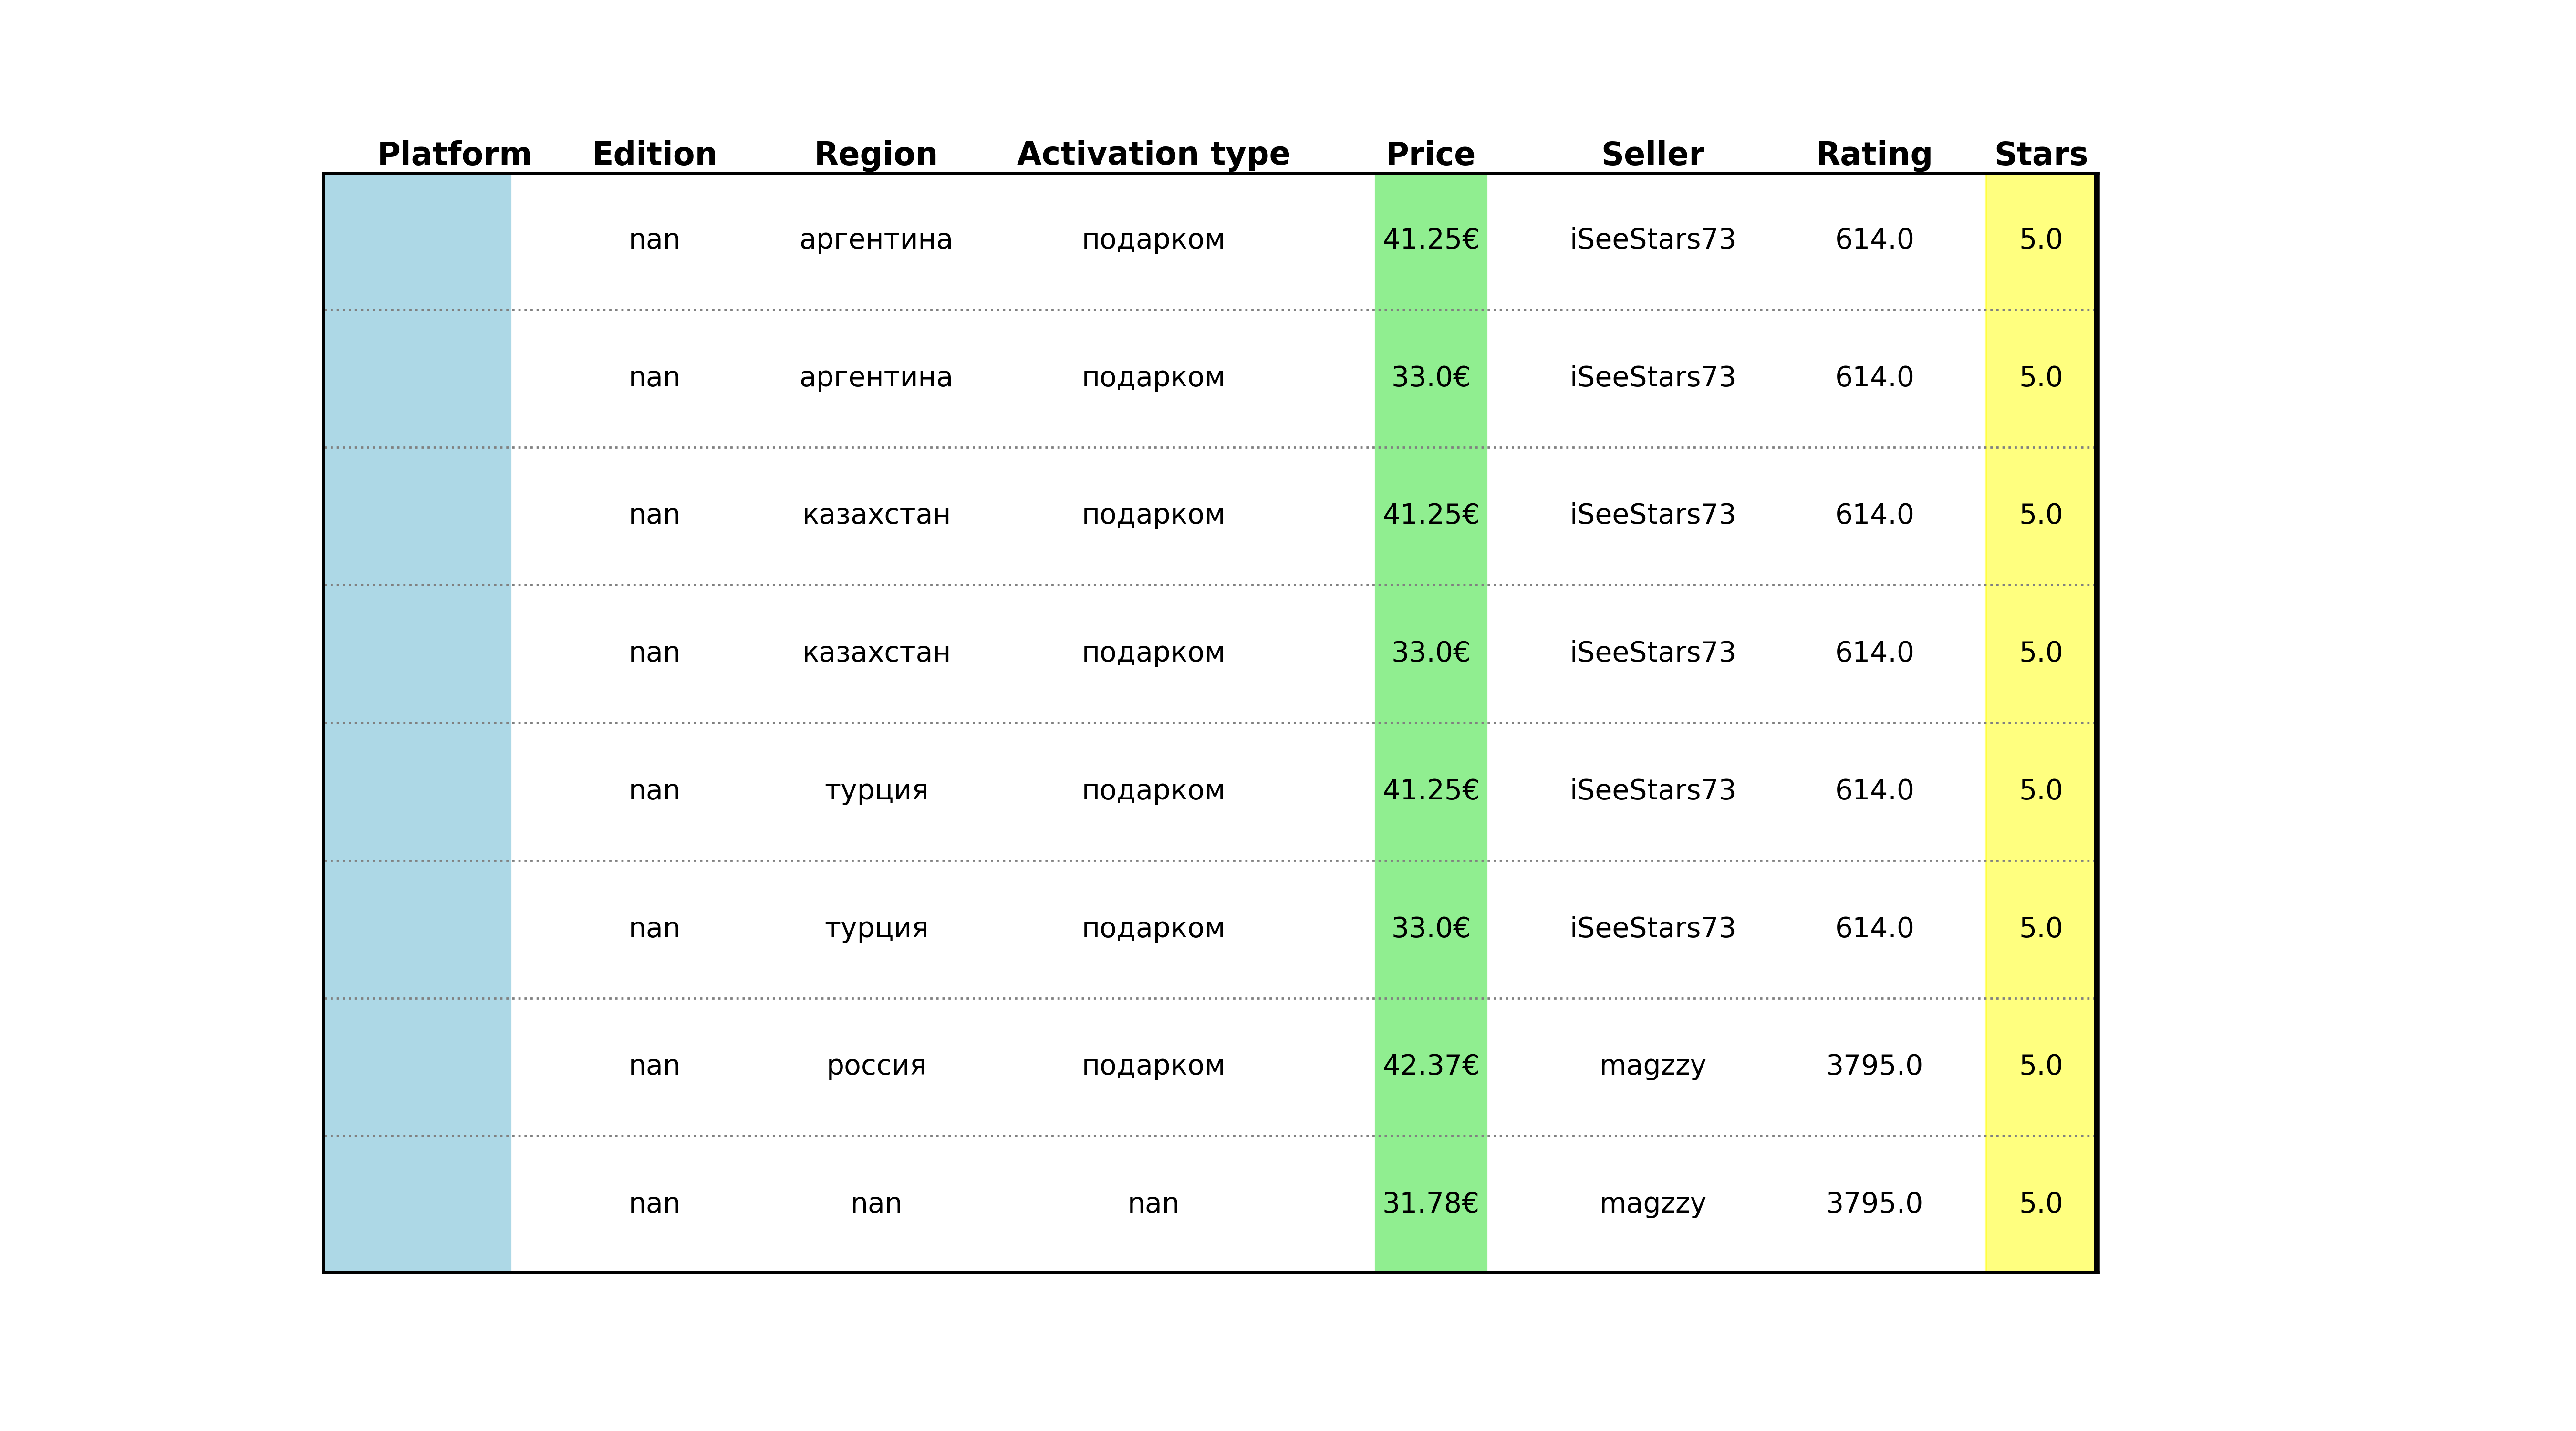 Platform Edition Region Activation type Price Seller Rating Stars
nan аргентина подарком 41.25€ iSeeStars73 614.0 5.0
nan аргентина подарком 33.0€ iSeeStars73 614.0 5.0
nan казахстан подарком 41.25€ iSeeStars73 614.0 5.0
nan казахстан подарком 33.0€ iSeeStars73 614.0 5.0
nan турция подарком 41.25€ iSeeStars73 614.0 5.0
nan турция подарком 33.0€ iSeeStars73 614.0 5.0
nan россия подарком 42.37€ magzzy 3795.0 5.0
nan nan nan 31.78€ magzzy 3795.0 5.0